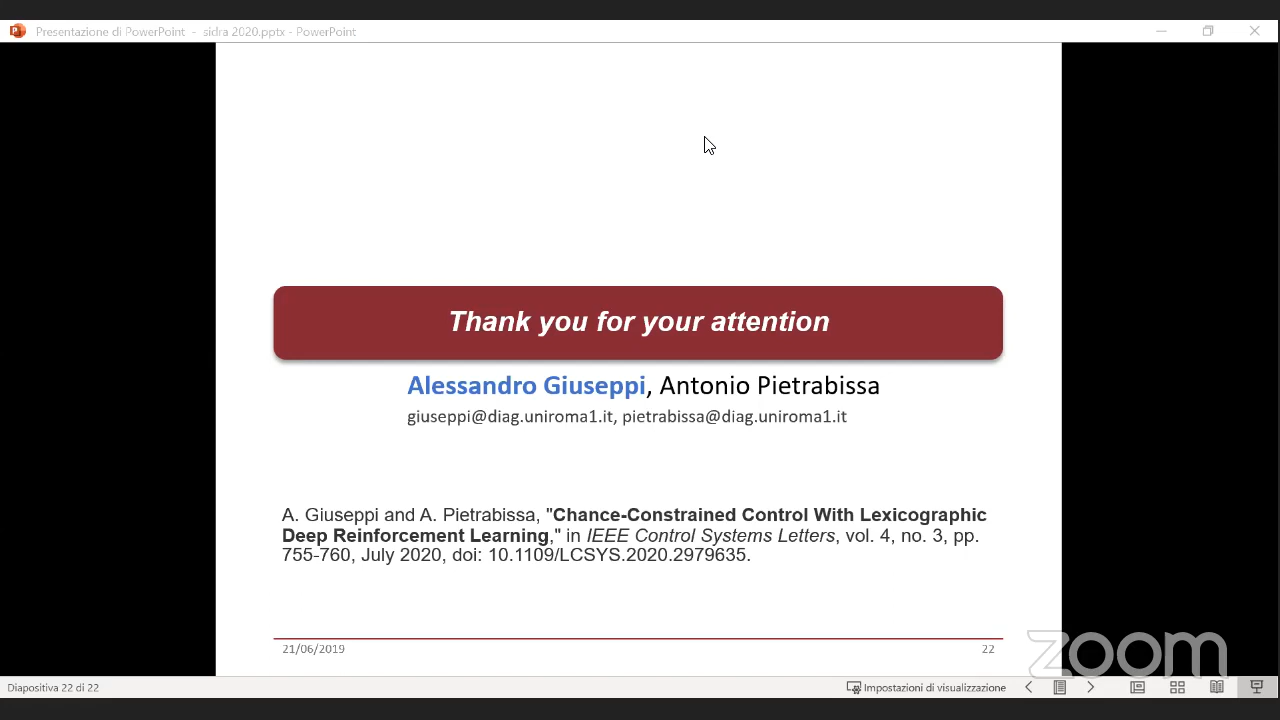 Presentazione di PowerPoint - sidra 2020.pptx - PowerPoint
Thank you for your attention
Alessandro Giuseppi, Antonio Pietrabissa
giuseppi@diag.uniroma1.it, pietrabissa@diag.uniroma1.it
A. Giuseppi and A. Pietrabissa, "Chance-Constrained Control With Lexicographic
Deep Reinforcement Learning," in IEEE Control Systems Letters, vol. 4, no. 3, pp.
755-760, July 2020, doi: 10.1109/LCSYS.2020.2979635.
21/06/2019 22
zoom
Diapositiva 22 di 22 Impostazioni di visualizzazione